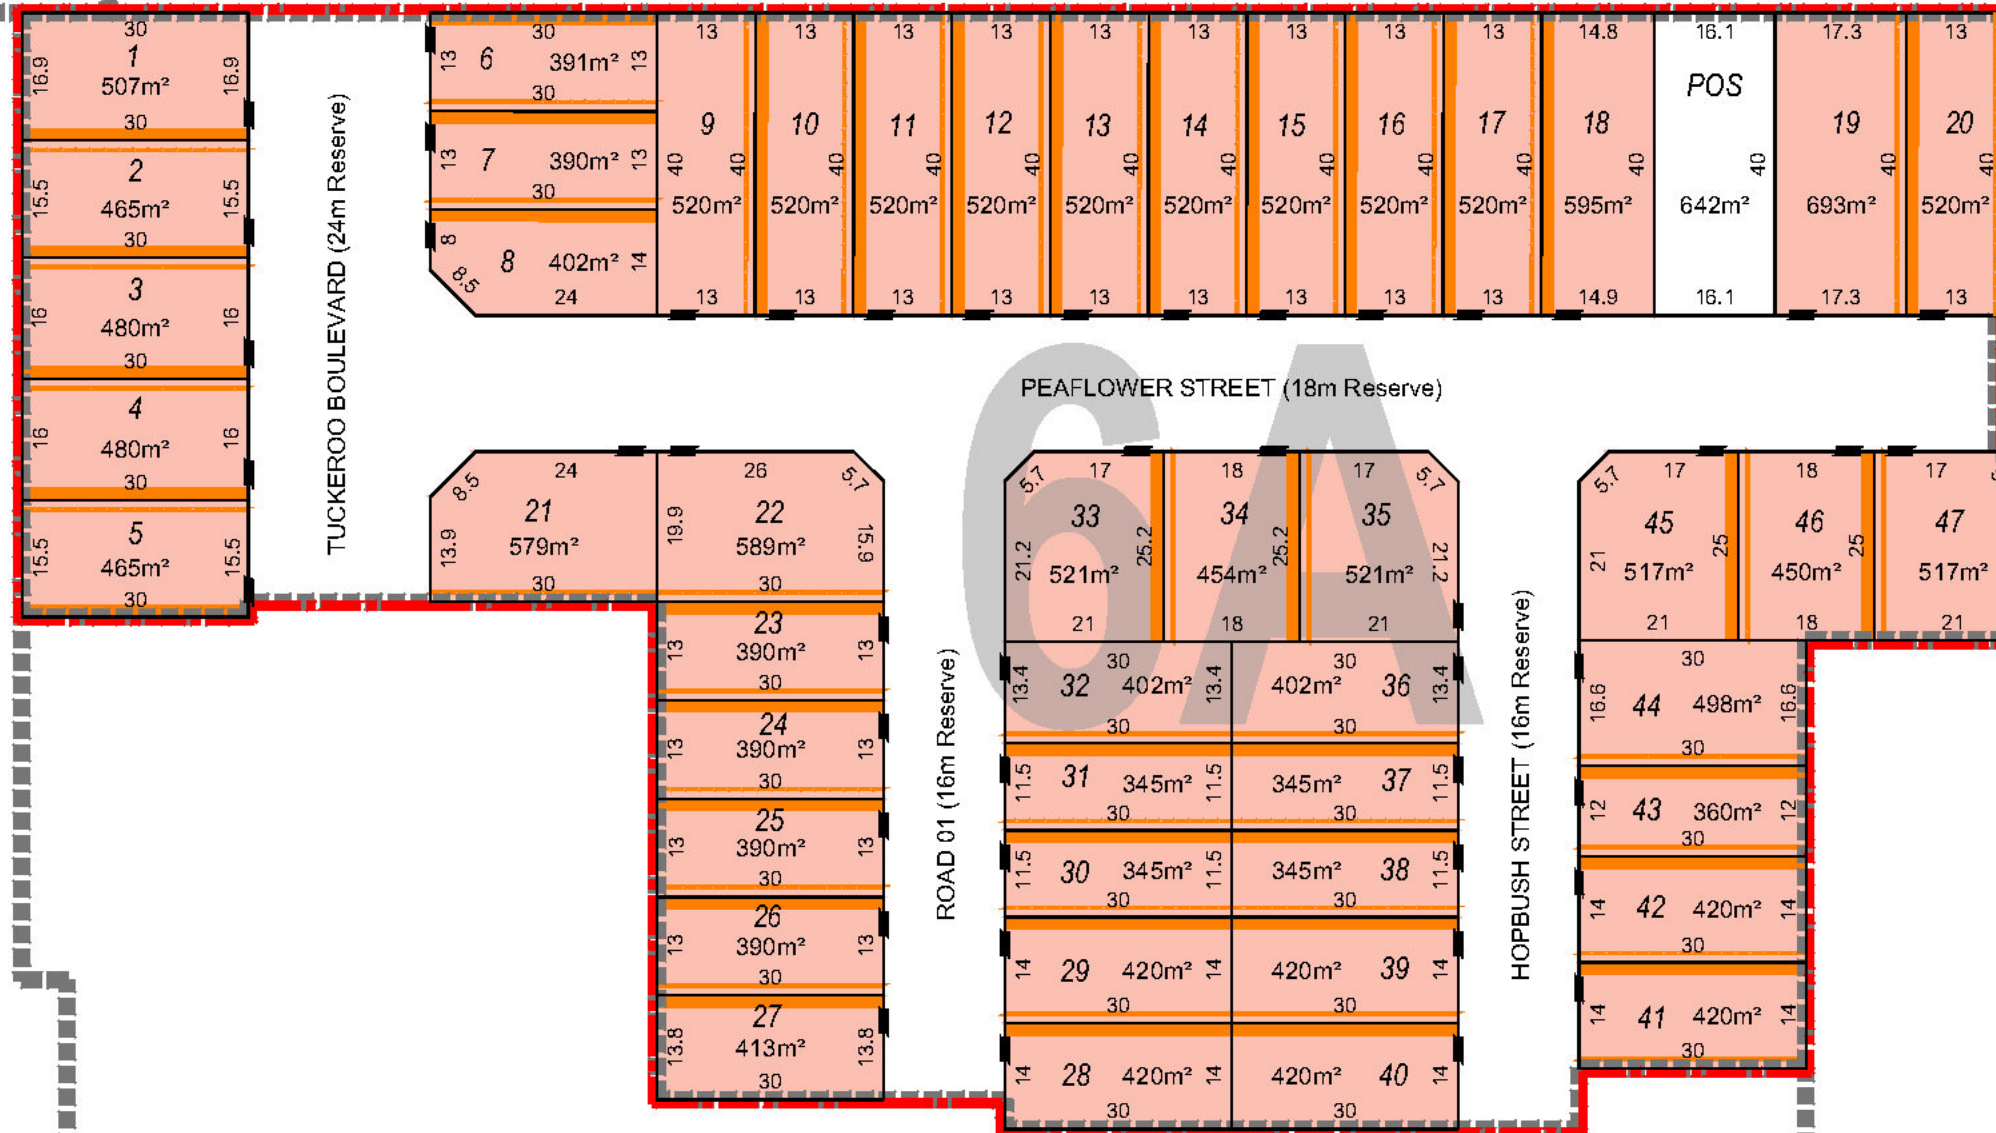 30
1
507m²
16.9
16.9
30
2
465m²
15.5
15.5
30
3
480m²
16
16
30
4
480m²
16
16
30
5
465m²
15.5
15.5
30
TUCKEROO BOULEVARD (24m Reserve)
30
13 6 391m² 13
30
13 7 390m² 13
30
8 8 402m² 14
8.5
24
13 13 13 13 13 13 13 13 13 14.8 16.1 17.3 13
POS
9 10 11 12 13 14 15 16 17 18 19 20
40 40 40 40 40 40 40 40 40 40 40 40 40 40
520m² 520m² 520m² 520m² 520m² 520m² 520m² 520m² 520m² 595m² 642m² 693m² 520m²
13 13 13 13 13 13 13 13 13 14.9 16.1 17.3 13
PEAFLOWER STREET (18m Reserve)
6A
8.5 24
21
579m²
13.9
30
26 5.7
22
589m²
19.9
15.9
30
23
390m²
13 13
30
24
390m²
13 13
30
25
390m²
13 13
30
26
390m²
13 13
30
27
413m²
13.8 13.8
30
ROAD 01 (16m Reserve)
5.7 17 18 17 5.7
33 34 35
21.2 521m² 25.2 454m² 25.2 521m² 21.2
21 18 21
30 30
13.4 32 402m² 13.4 402m² 36 13.4
30 30
11.5 31 345m² 11.5 345m² 37 11.5
30 30
11.5 30 345m² 11.5 345m² 38 11.5
30 30
14 29 420m² 14 420m² 39 14
30 30
14 28 420m² 14 420m² 40 14
30 30
HOPBUSH STREET (16m Reserve)
5.7 17 18 17
45 46 47
21 517m² 25 450m² 25 517m²
21 18 21
30
16.6 44 498m² 16.6
30
12 43 360m² 12
30
14 42 420m² 14
30
14 41 420m² 14
30